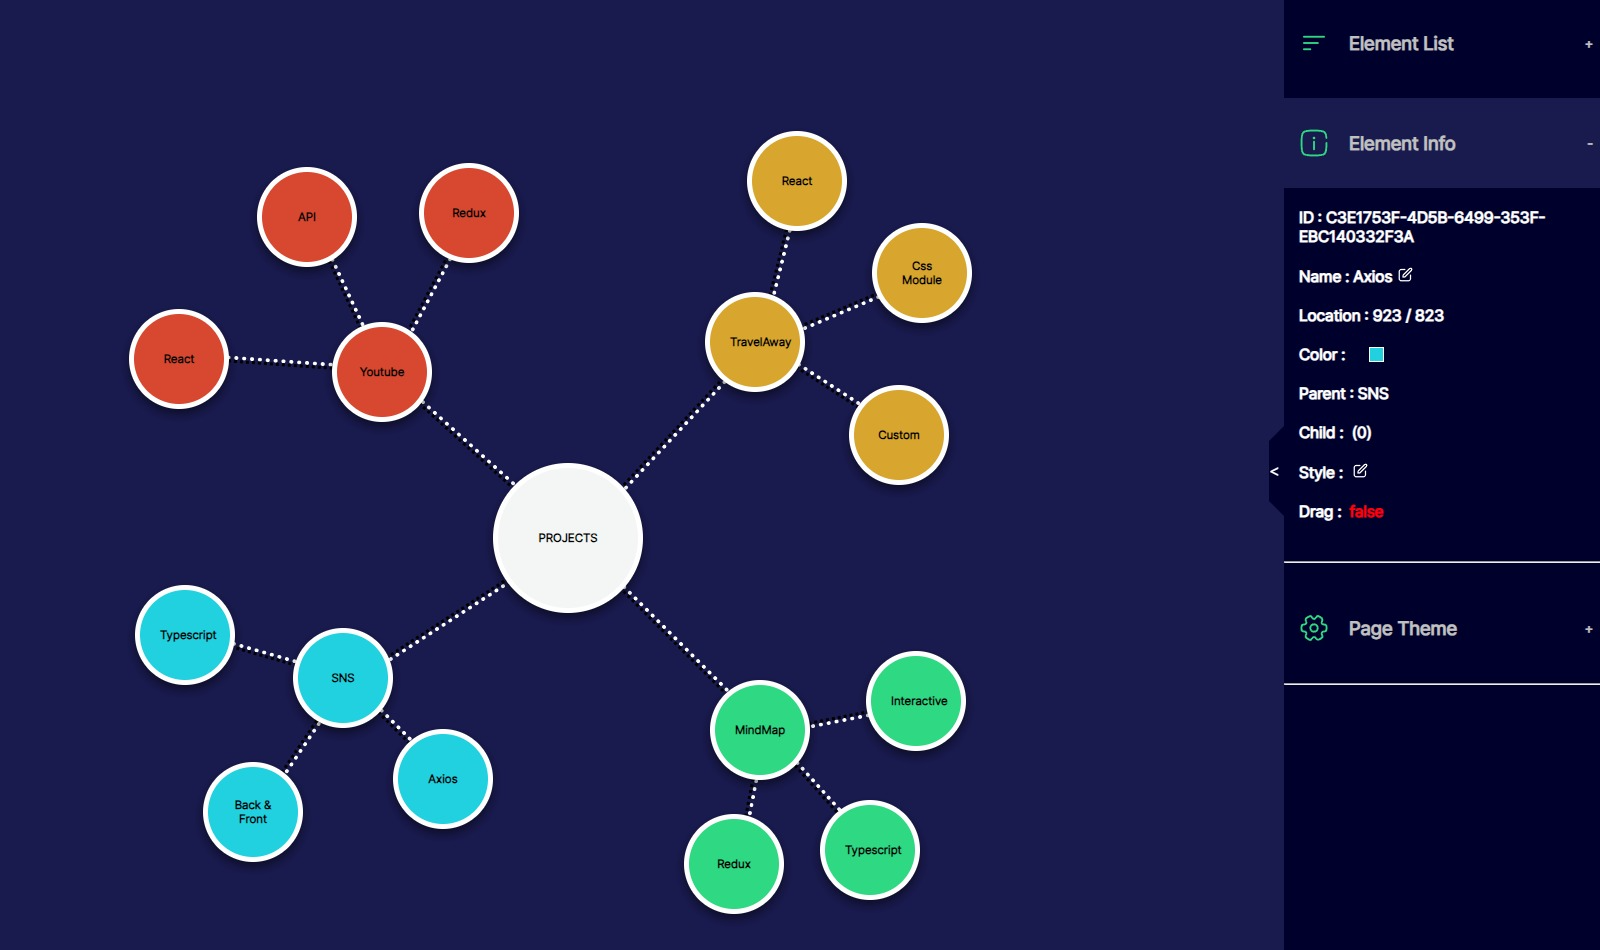 React
API
Redux
Css
Module
React
Youtube
TravelAway
Custom
PROJECTS
Typescript
SNS
Interactive
MindMap
Axios
Back &
Front
Typescript
Redux
Element List
+
Element Info
-
ID : C3E1753F-4D5B-6499-353F-
EBC140332F3A
Name : Axios
Location : 923 / 823
Color :
Parent : SNS
Child : (0)
<
Style :
Drag : false
Page Theme
+